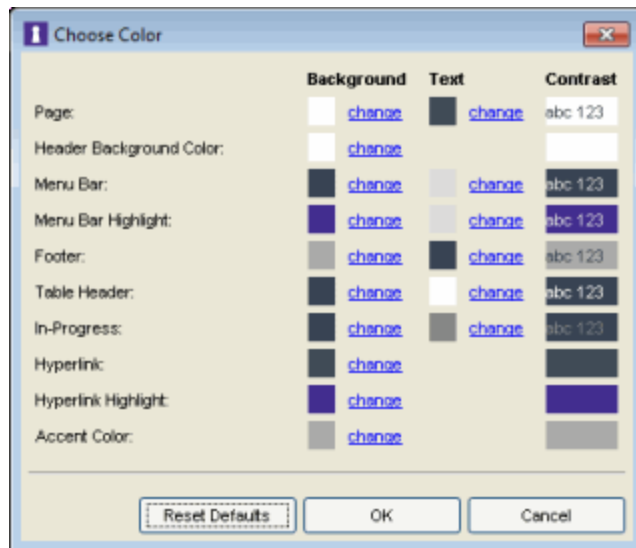 Choose Color
Background Text Contrast
Page: change change abc 123
Header Background Color: change
Menu Bar: change change abc 123
Menu Bar Highlight: change change abc 123
Footer: change change abc 123
Table Header: change change abc 123
In-Progress: change change abc 123
Hyperlink: change
Hyperlink Highlight: change
Accent Color: change
Reset Defaults OK Cancel